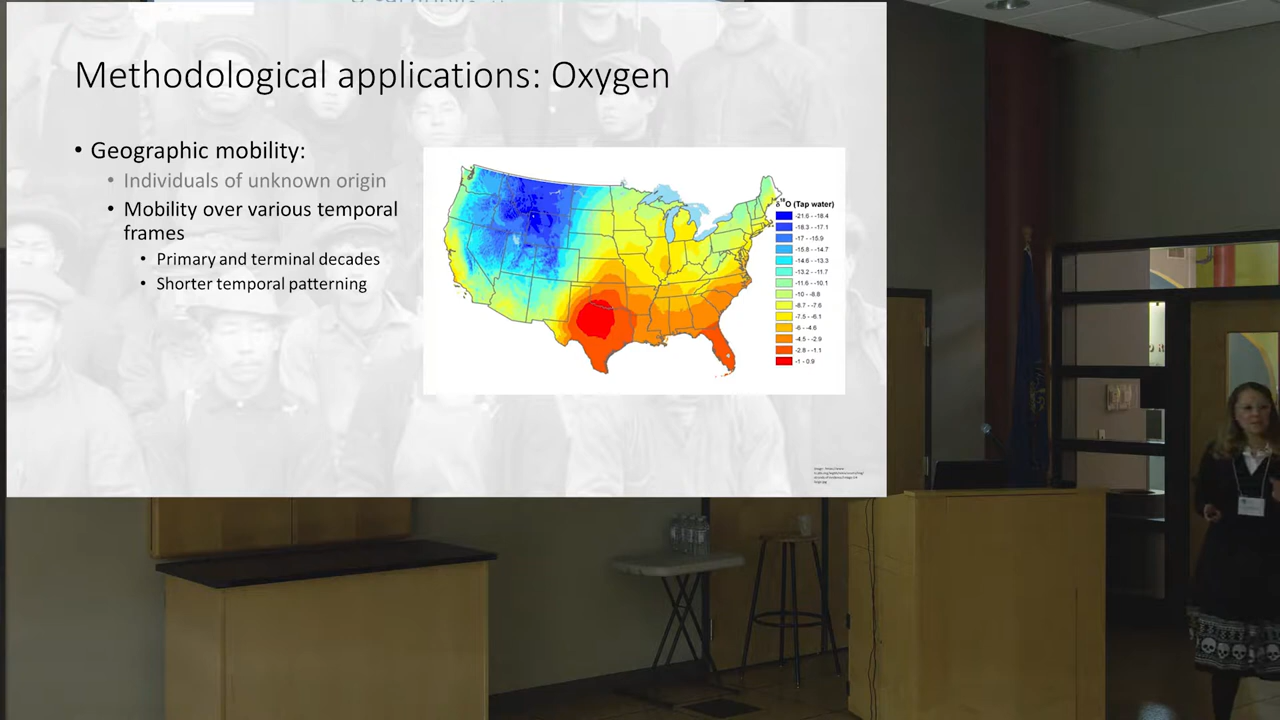 Methodological applications: Oxygen
• Geographic mobility:
• Individuals of unknown origin
• Mobility over various temporal
frames
• Primary and terminal decades
• Shorter temporal patterning
δ18O (Tap water)
-21.6 - -18.4
-18.3 - -17.1
-17 - -15.9
-15.8 - -14.7
-14.6 - -13.3
-13.2 - -11.7
-11.6 - -10.1
-10 - -8.8
-8.7 - -7.6
-7.5 - -6.1
-6 - -4.6
-4.5 - -2.9
-2.8 - -1.1
-1 - 0.9